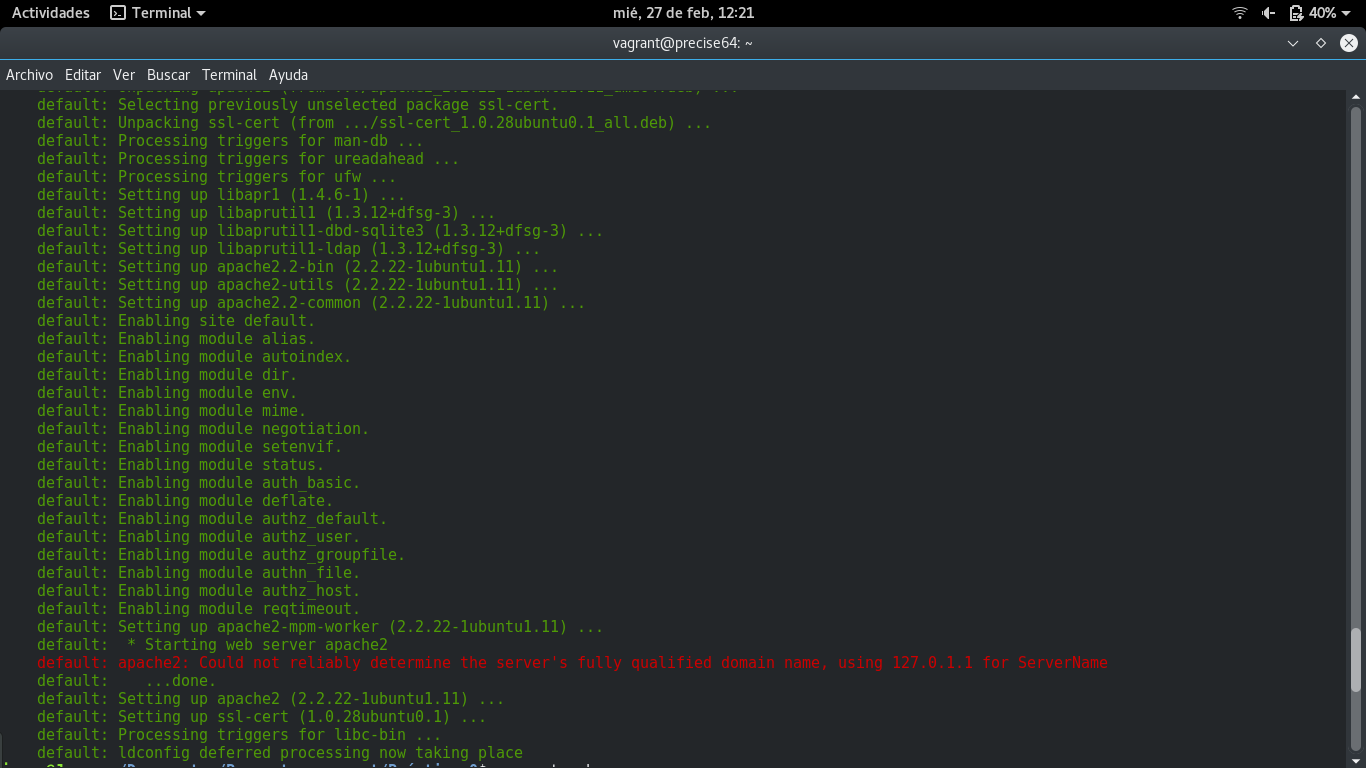 Actividades Terminal mié, 27 de feb, 12:21 40%
vagrant@precise64: ~
Archivo Editar Ver Buscar Terminal Ayuda
default: Selecting previously unselected package ssl-cert.
default: Unpacking ssl-cert (from .../ssl-cert_1.0.28ubuntu0.1_all.deb) ...
default: Processing triggers for man-db ...
default: Processing triggers for ureadahead ...
default: Processing triggers for ufw ...
default: Setting up libapr1 (1.4.6-1) ...
default: Setting up libaprutil1 (1.3.12+dfsg-3) ...
default: Setting up libaprutil1-dbd-sqlite3 (1.3.12+dfsg-3) ...
default: Setting up libaprutil1-ldap (1.3.12+dfsg-3) ...
default: Setting up apache2.2-bin (2.2.22-1ubuntu1.11) ...
default: Setting up apache2-utils (2.2.22-1ubuntu1.11) ...
default: Setting up apache2.2-common (2.2.22-1ubuntu1.11) ...
default: Enabling site default.
default: Enabling module alias.
default: Enabling module autoindex.
default: Enabling module dir.
default: Enabling module env.
default: Enabling module mime.
default: Enabling module negotiation.
default: Enabling module setenvif.
default: Enabling module status.
default: Enabling module auth_basic.
default: Enabling module deflate.
default: Enabling module authz_default.
default: Enabling module authz_user.
default: Enabling module authz_groupfile.
default: Enabling module authn_file.
default: Enabling module authz_host.
default: Enabling module reqtimeout.
default: Setting up apache2-mpm-worker (2.2.22-1ubuntu1.11) ...
default: * Starting web server apache2
default: apache2: Could not reliably determine the server's fully qualified domain name, using 127.0.1.1 for ServerName
default: ...done.
default: Setting up apache2 (2.2.22-1ubuntu1.11) ...
default: Setting up ssl-cert (1.0.28ubuntu0.1) ...
default: Processing triggers for libc-bin ...
default: ldconfig deferred processing now taking place